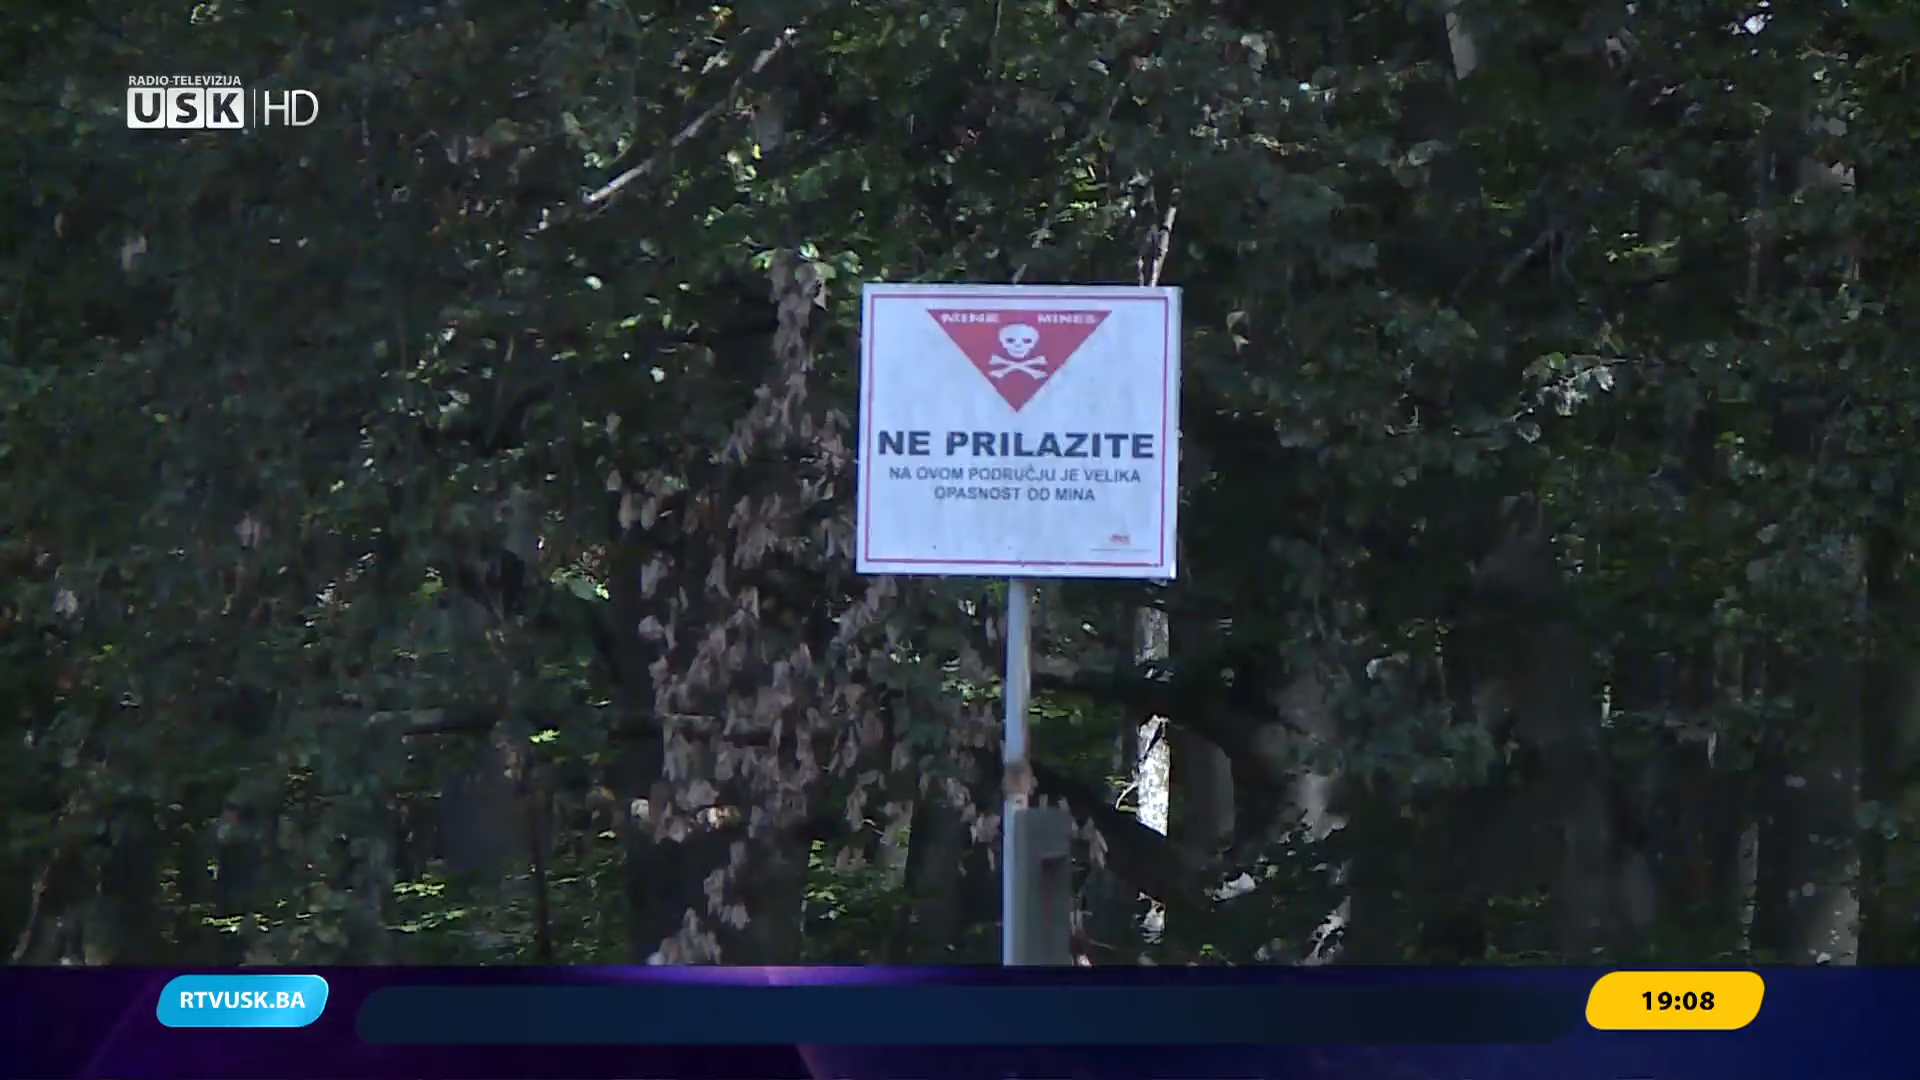 RADIO-TELEVIZIJA
USK HD
MINE MINES
NE PRILAZITE
NA OVOM PODRUČJU JE VELIKA
OPASNOST OD MINA
RTVUSK.BA
19:08